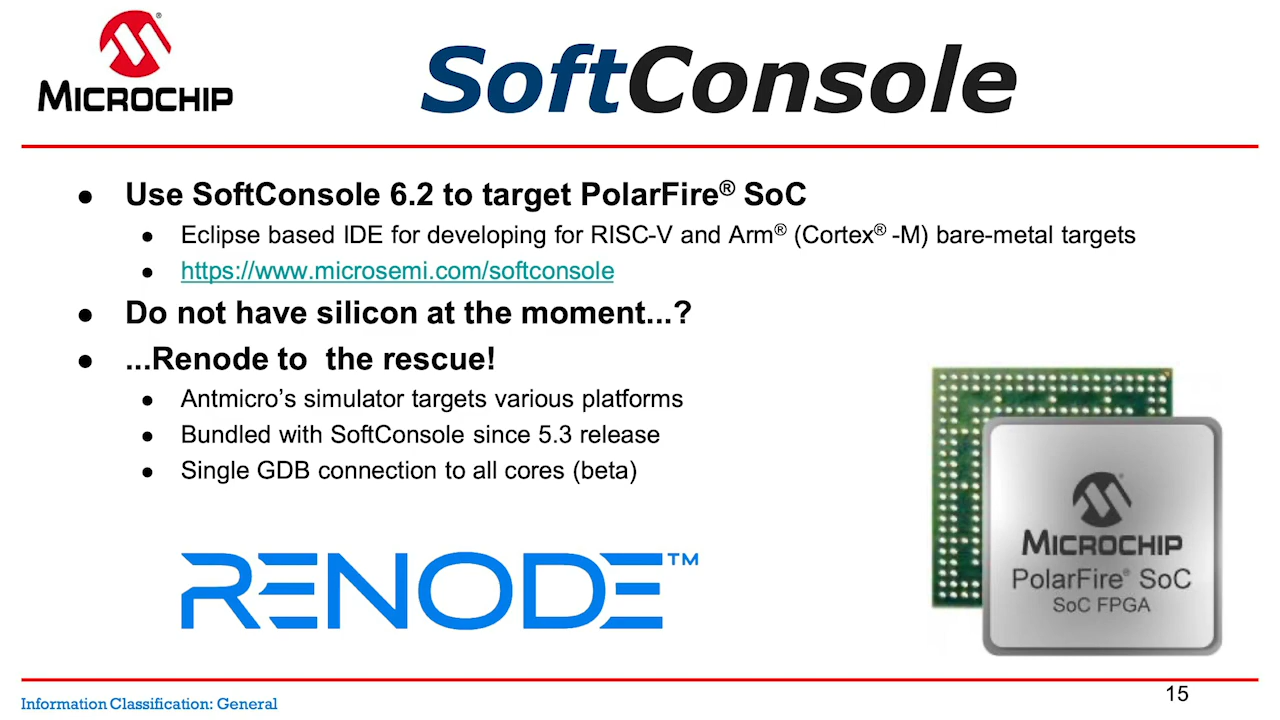 MICROCHIP
SoftConsole
● Use SoftConsole 6.2 to target PolarFire® SoC
● Eclipse based IDE for developing for RISC-V and Arm® (Cortex® -M) bare-metal targets
● https://www.microsemi.com/softconsole
● Do not have silicon at the moment...?
● ...Renode to  the rescue!
● Antmicro’s simulator targets various platforms
● Bundled with SoftConsole since 5.3 release
● Single GDB connection to all cores (beta)
RENODE™
MICROCHIP
PolarFire® SoC
SoC FPGA
Information Classification: General
15